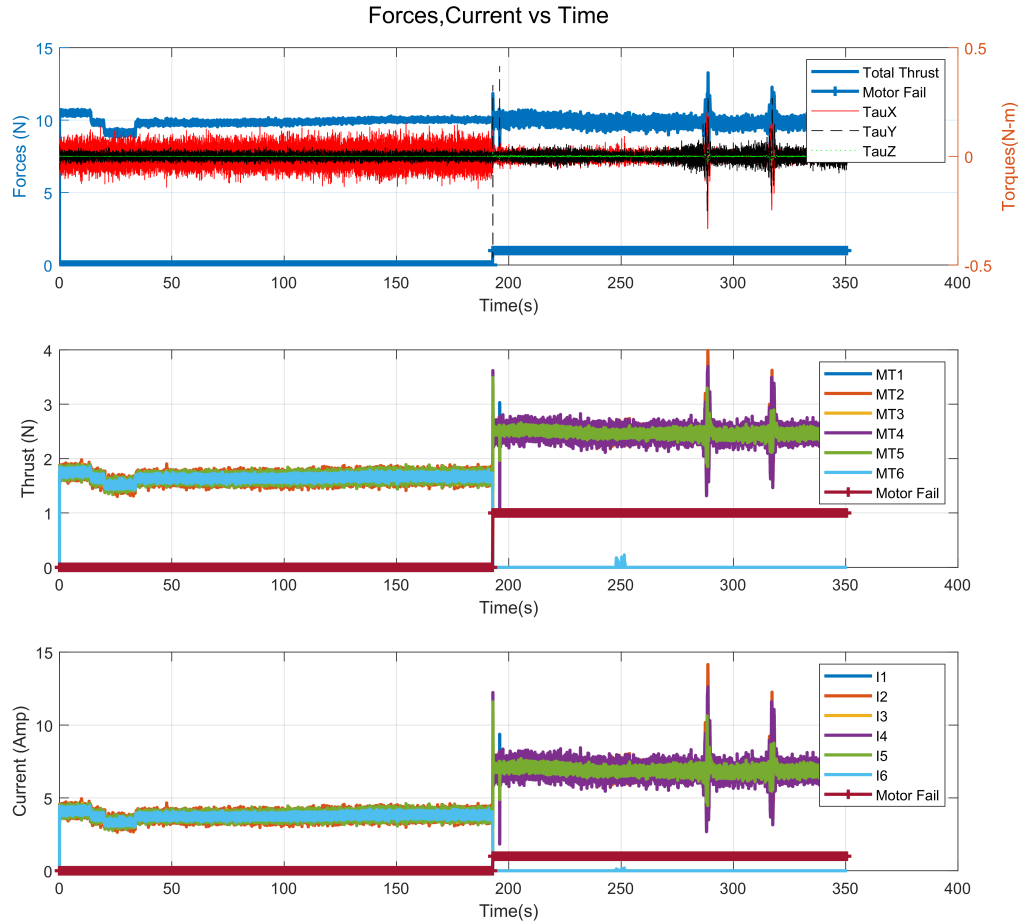 Forces,Current vs Time
Forces (N)
15
10
5
0
0.5
0
-0.5
Torques(N-m)
Total Thrust
Motor Fail
TauX
TauY
TauZ
0 50 100 150 200 250 300 350 400
Time(s)
Thrust (N)
4
3
2
1
0
MT1
MT2
MT3
MT4
MT5
MT6
Motor Fail
0 50 100 150 200 250 300 350 400
Time(s)
Current (Amp)
15
10
5
0
I1
I2
I3
I4
I5
I6
Motor Fail
0 50 100 150 200 250 300 350 400
Time(s)